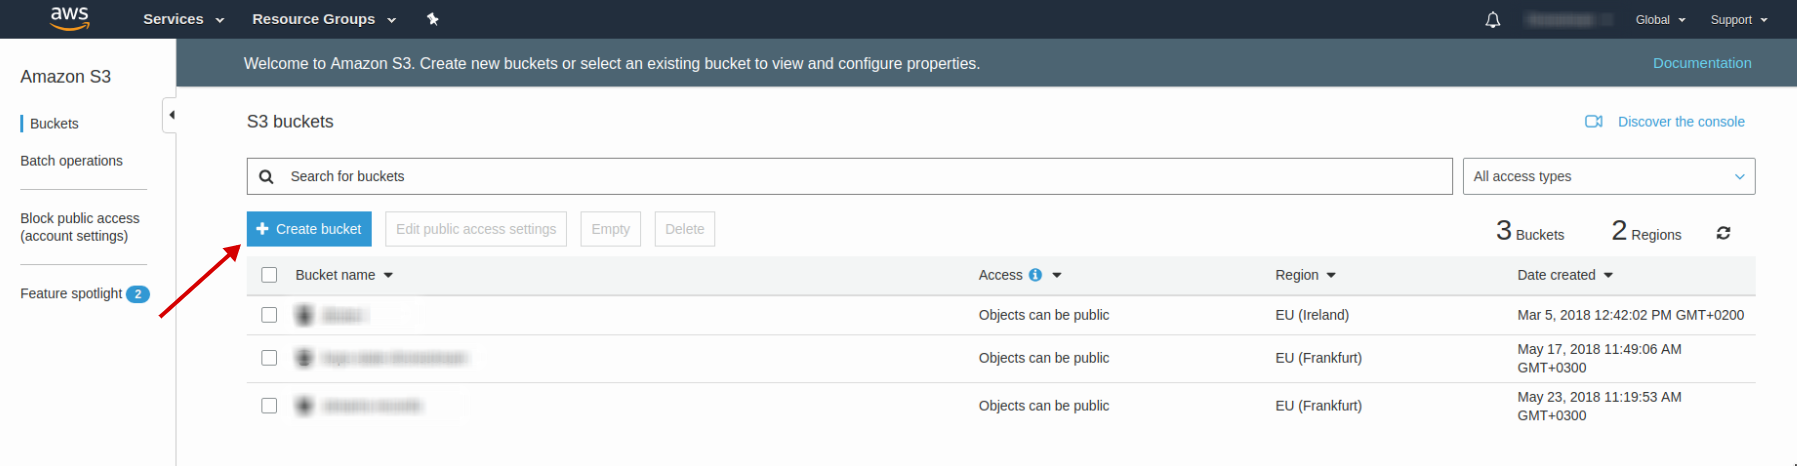 aws Services Resource Groups Global Support
Amazon S3
Buckets
Batch operations
Block public access
(account settings)
Feature spotlight 2
Welcome to Amazon S3. Create new buckets or select an existing bucket to view and configure properties. Documentation
S3 buckets Discover the console
Search for buckets All access types
Create bucket Edit public access settings Empty Delete 3 Buckets 2 Regions
Bucket name Access Region Date created
Objects can be public EU (Ireland) Mar 5, 2018 12:42:02 PM GMT+0200
Objects can be public EU (Frankfurt) May 17, 2018 11:49:06 AM
GMT+0300
Objects can be public EU (Frankfurt) May 23, 2018 11:19:53 AM
GMT+0300